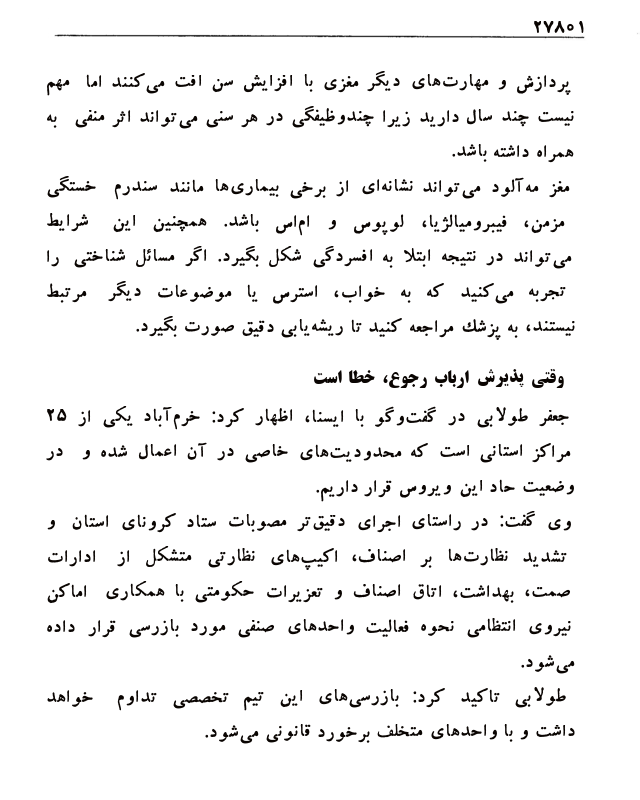 ۲۷۸۰۱
پردازش و مهارت‌های دیگر مغزی با افزایش سن افت می‌کنند اما مهم
نیست چند سال دارید زیرا چندوظیفگی در هر سنی می‌تواند اثر منفی به
همراه داشته باشد.
مغز مه‌آلود می‌تواند نشانه‌ای از برخی بیماری‌ها مانند سندرم خستگی
مزمن، فیبرومیالژیا، لوپوس و ام‌اس باشد. همچنین این شرایط
می‌تواند در نتیجه ابتلا به افسردگی شکل بگیرد. اگر مسائل شناختی را
تجربه می‌کنید که به خواب، استرس یا موضوعات دیگر مرتبط
نیستند، به پزشک مراجعه کنید تا ریشه‌یابی دقیق صورت بگیرد.
وقتی پذیرش ارباب رجوع، خطا است
جعفر طولابی در گفت‌وگو با ایسنا، اظهار کرد: خرم‌آباد یکی از ۲۵
مراکز استانی است که محدودیت‌های خاصی در آن اعمال شده و در
وضعیت حاد این ویروس قرار داریم.
وی گفت: در راستای اجرای دقیق‌تر مصوبات ستاد کرونای استان و
تشدید نظارت‌ها بر اصناف، اکیپ‌های نظارتی متشکل از ادارات
صمت، بهداشت، اتاق اصناف و تعزیرات حکومتی با همکاری اماکن
نیروی انتظامی نحوه فعالیت واحدهای صنفی مورد بازرسی قرار داده
می‌شود.
طولابی تاکید کرد: بازرسی‌های این تیم تخصصی تداوم خواهد
داشت و با واحدهای متخلف برخورد قانونی می‌شود.